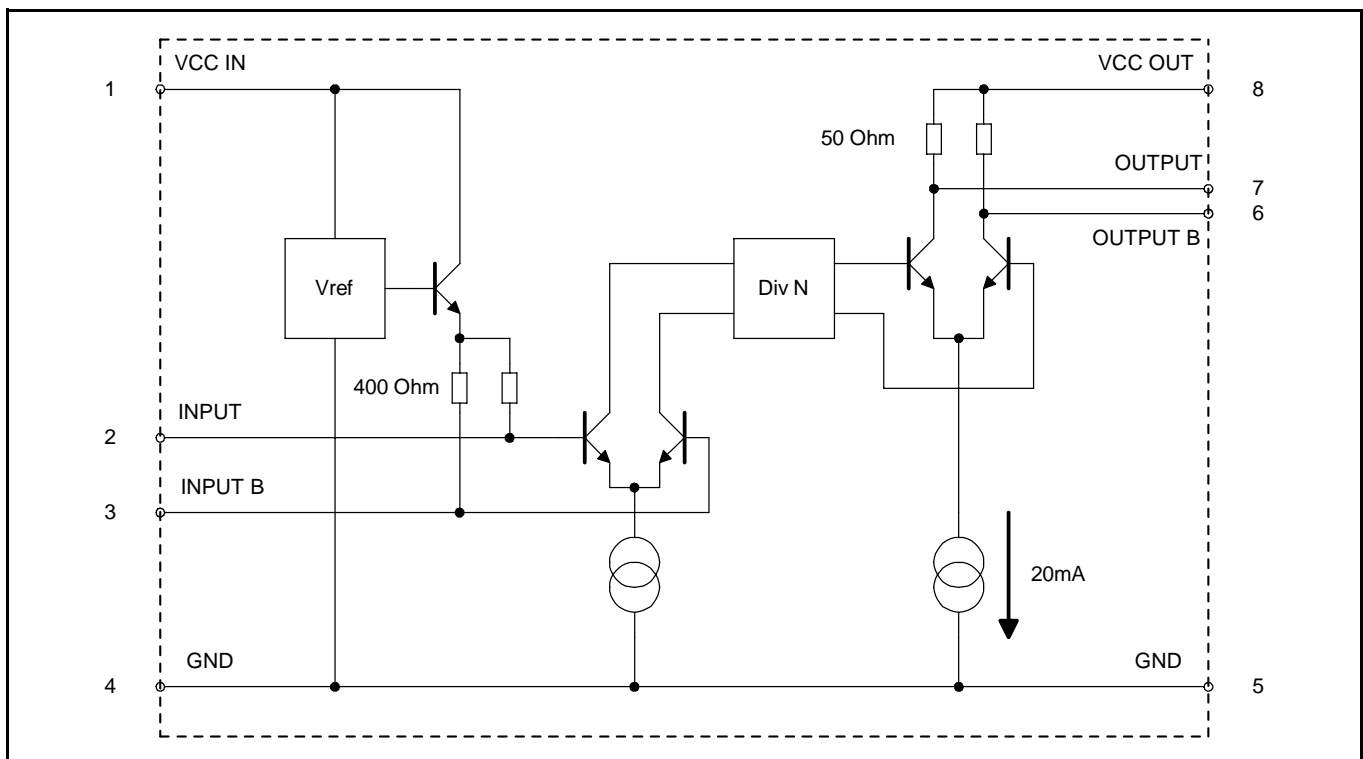 VCC IN
VCC OUT
1
8
50 Ohm
OUTPUT
7
6
OUTPUT B
Vref
Div N
400 Ohm
INPUT
2
INPUT B
3
20mA
GND
GND
4
5